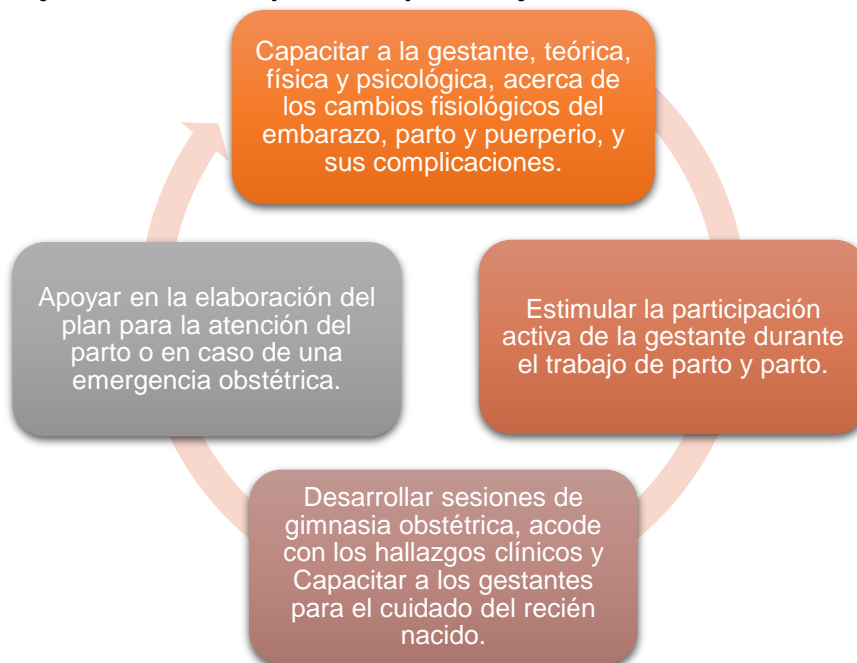 Capacitar a la gestante, teórica,
física y psicológica, acerca de
los cambios fisiológicos del
embarazo, parto y puerperio, y
sus complicaciones.
Estimular la participación
activa de la gestante durante
el trabajo de parto y parto.
Desarrollar sesiones de
gimnasia obstétrica, acode
con los hallazgos clínicos y
Capacitar a los gestantes
para el cuidado del recién
nacido.
Apoyar en la elaboración del
plan para la atención del
parto o en caso de una
emergencia obstétrica.